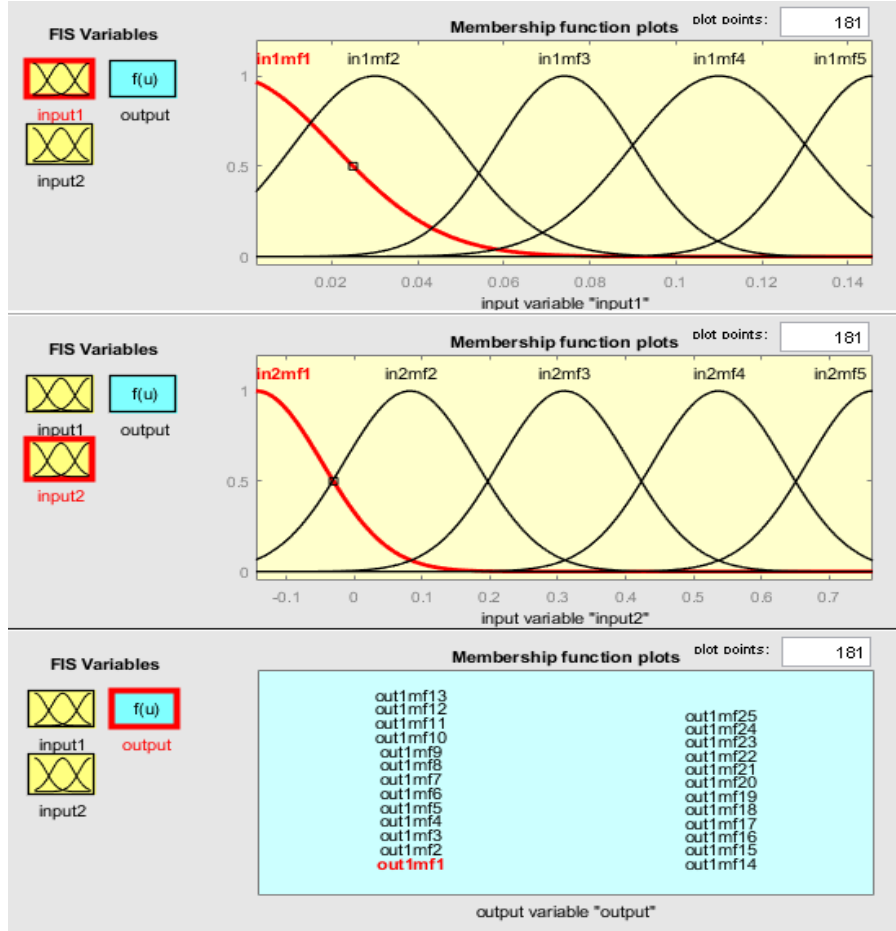 FIS Variables
Membership function plots
plot points:
181
f(u)
input1
output
input2
in1mf1
in1mf2
in1mf3
in1mf4
in1mf5
1
0.5
0
0.02
0.04
0.06
0.08
0.1
0.12
0.14
input variable "input1"
FIS Variables
Membership function plots
plot points:
181
f(u)
input1
output
input2
in2mf1
in2mf2
in2mf3
in2mf4
in2mf5
1
0.5
0
-0.1
0
0.1
0.2
0.3
0.4
0.5
0.6
0.7
input variable "input2"
FIS Variables
Membership function plots
plot points:
181
f(u)
input1
output
input2
out1mf13
out1mf12
out1mf11
out1mf10
out1mf9
out1mf8
out1mf7
out1mf6
out1mf5
out1mf4
out1mf3
out1mf2
out1mf1
out1mf25
out1mf24
out1mf23
out1mf22
out1mf21
out1mf20
out1mf19
out1mf18
out1mf17
out1mf16
out1mf15
out1mf14
output variable "output"